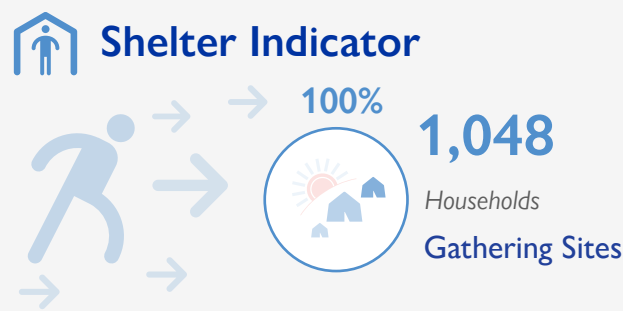 Shelter Indicator
100%
1,048
Households
Gathering Sites